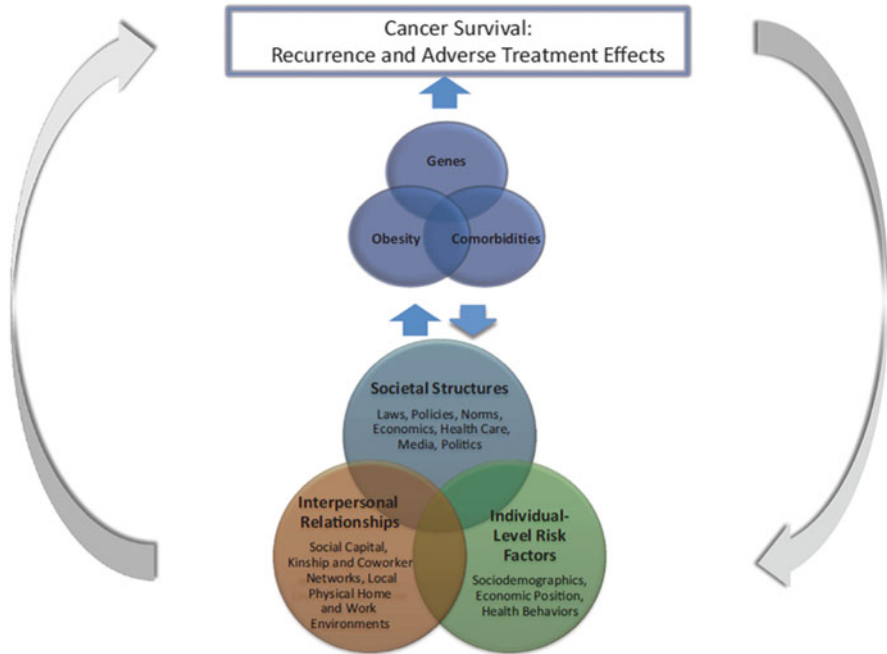 Cancer Survival:
Recurrence and Adverse Treatment Effects
Genes
Obesity
Comorbidities
Societal Structures
Laws, Policies, Norms,
Economics, Health Care,
Media, Politics
Interpersonal
Relationships
Social Capital,
Kinship and Coworker
Networks, Local
Physical Home
and Work
Environments
Individual-
Level Risk
Factors
Sociodemographics,
Economic Position,
Health Behaviors